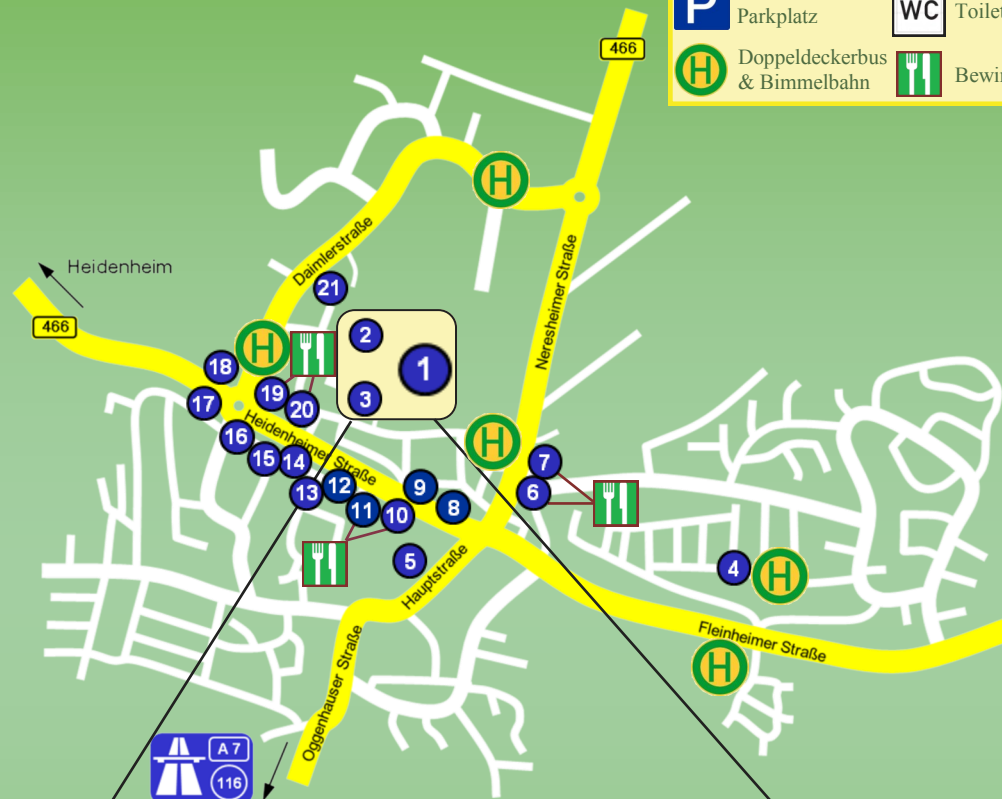 P Parkplatz
WC Toilet
H Doppeldeckerbus
& Bimmelbahn
Bewi
466
H
Neresheimer Straße
Daimlerstraße
Heidenheim
466
21
H
2
1
3
18
19
20
17
Heidenheimer Straße
16
15
14
13
12
11
10
9
8
H
7
6
5
Hauptstraße
4
H
Fleinheimer Straße
H
Oggenhauser Straße
A 7
116